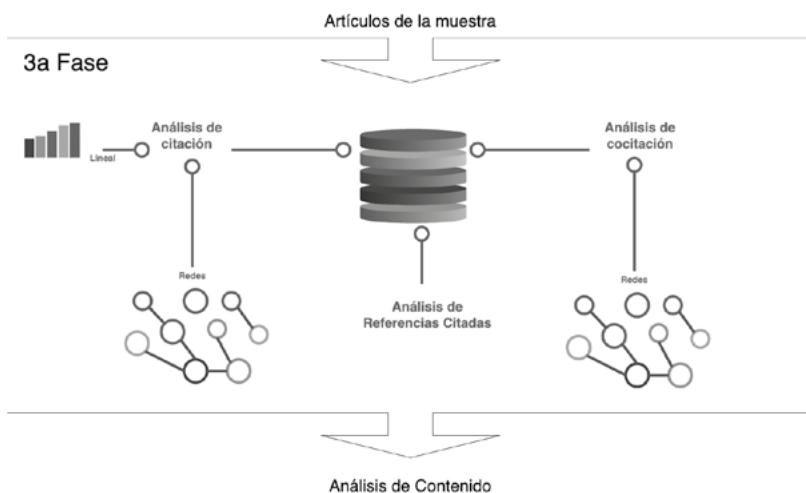 Artículos de la muestra
3a Fase
Análisis de
citación
Lineal
Análisis de
cocitación
Redes
Redes
Análisis de
Referencias Citadas
Análisis de Contenido